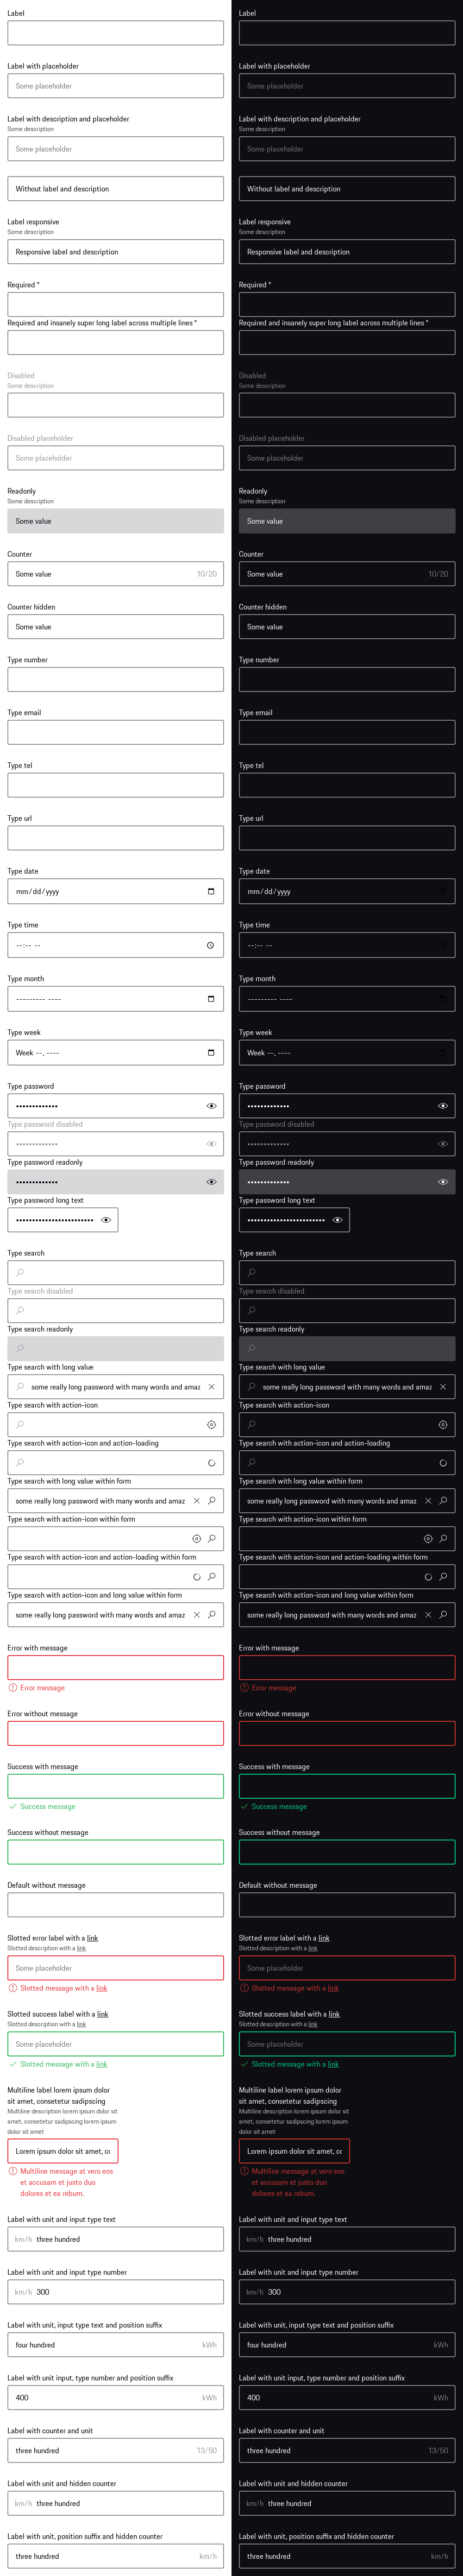 Label
Label with placeholder
Some placeholder
Label with description and placeholder
Some description
Some placeholder
Without label and description
Label responsive
Some description
Responsive label and description
Required *
Required and insanely super long label across multiple lines *
Disabled
Some description
Disabled placeholder
Some placeholder
Readonly
Some description
Some value
Counter
Some value 10/20
Counter hidden
Some value
Type number
Type email
Type tel
Type url
Type date
mm/dd/yyyy
Type time
--:-- --
Type month
--------- ----
Type week
Week --, ----
Type password
Type password disabled
Type password readonly
Type password long text
Type search
Type search disabled
Type search readonly
Type search with long value
some really long password with many words and amaz
Type search with action-icon
Type search with action-icon and action-loading
Type search with long value within form
some really long password with many words and amaz
Type search with action-icon within form
Type search with action-icon and action-loading within form
Type search with action-icon and long value within form
some really long password with many words and amaz
Error with message
Error message
Error without message
Success with message
Success message
Success without message
Default without message
Slotted error label with a link
Slotted description with a link
Some placeholder
Slotted message with a link
Slotted success label with a link
Slotted description with a link
Some placeholder
Slotted message with a link
Multiline label lorem ipsum dolor
sit amet, consetetur sadipscing
Multiline description lorem ipsum dolor sit
amet, consetetur sadipscing lorem ipsum
dolor sit amet
Lorem ipsum dolor sit amet, cc
Multiline message at vero eos
et accusam et justo duo
dolores et ea rebum.
Label with unit and input type text
km/h three hundred
Label with unit and input type number
km/h 300
Label with unit, input type text and position suffix
four hundred kWh
Label with unit input, type number and position suffix
400 kWh
Label with counter and unit
three hundred 13/50
Label with unit and hidden counter
km/h three hundred
Label with unit, position suffix and hidden counter
three hundred km/h
Label
Label with placeholder
Some placeholder
Label with description and placeholder
Some description
Some placeholder
Without label and description
Label responsive
Some description
Responsive label and description
Required *
Required and insanely super long label across multiple lines *
Disabled
Some description
Disabled placeholder
Some placeholder
Readonly
Some description
Some value
Counter
Some value 10/20
Counter hidden
Some value
Type number
Type email
Type tel
Type url
Type date
mm/dd/yyyy
Type time
--:-- --
Type month
--------- ----
Type week
Week --, ----
Type password
Type password disabled
Type password readonly
Type password long text
Type search
Type search disabled
Type search readonly
Type search with long value
some really long password with many words and amaz
Type search with action-icon
Type search with action-icon and action-loading
Type search with long value within form
some really long password with many words and amaz
Type search with action-icon within form
Type search with action-icon and action-loading within form
Type search with action-icon and long value within form
some really long password with many words and amaz
Error with message
Error message
Error without message
Success with message
Success message
Success without message
Default without message
Slotted error label with a link
Slotted description with a link
Some placeholder
Slotted message with a link
Slotted success label with a link
Slotted description with a link
Some placeholder
Slotted message with a link
Multiline label lorem ipsum dolor
sit amet, consetetur sadipscing
Multiline description lorem ipsum dolor sit
amet, consetetur sadipscing lorem ipsum
dolor sit amet
Lorem ipsum dolor sit amet, cc
Multiline message at vero eos
et accusam et justo duo
dolores et ea rebum.
Label with unit and input type text
km/h three hundred
Label with unit and input type number
km/h 300
Label with unit, input type text and position suffix
four hundred kWh
Label with unit input, type number and position suffix
400 kWh
Label with counter and unit
three hundred 13/50
Label with unit and hidden counter
km/h three hundred
Label with unit, position suffix and hidden counter
three hundred km/h